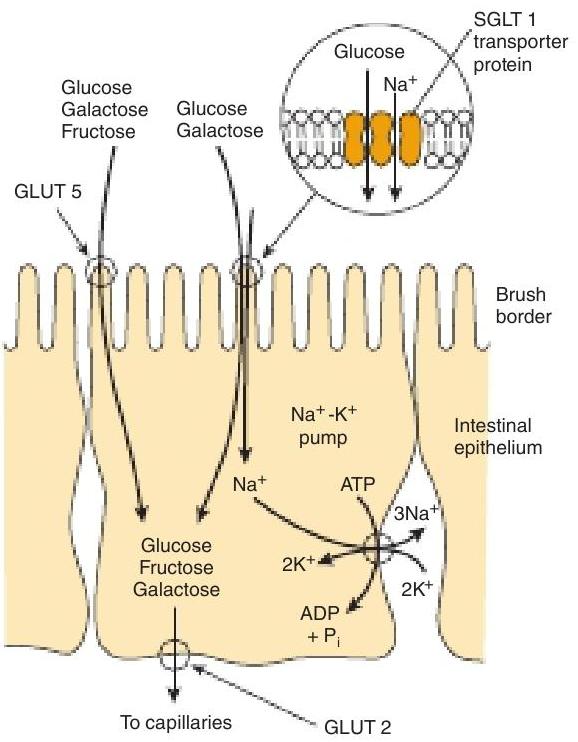 SGLT 1
transporter
protein
Glucose
Na+
Glucose
Galactose
Fructose
Glucose
Galactose
GLUT 5
Brush
border
Na+-K+
pump
Intestinal
epithelium
Na+
ATP
3Na+
2K+
2K+
Glucose
Fructose
Galactose
ADP
+ Pi
To capillaries
GLUT 2